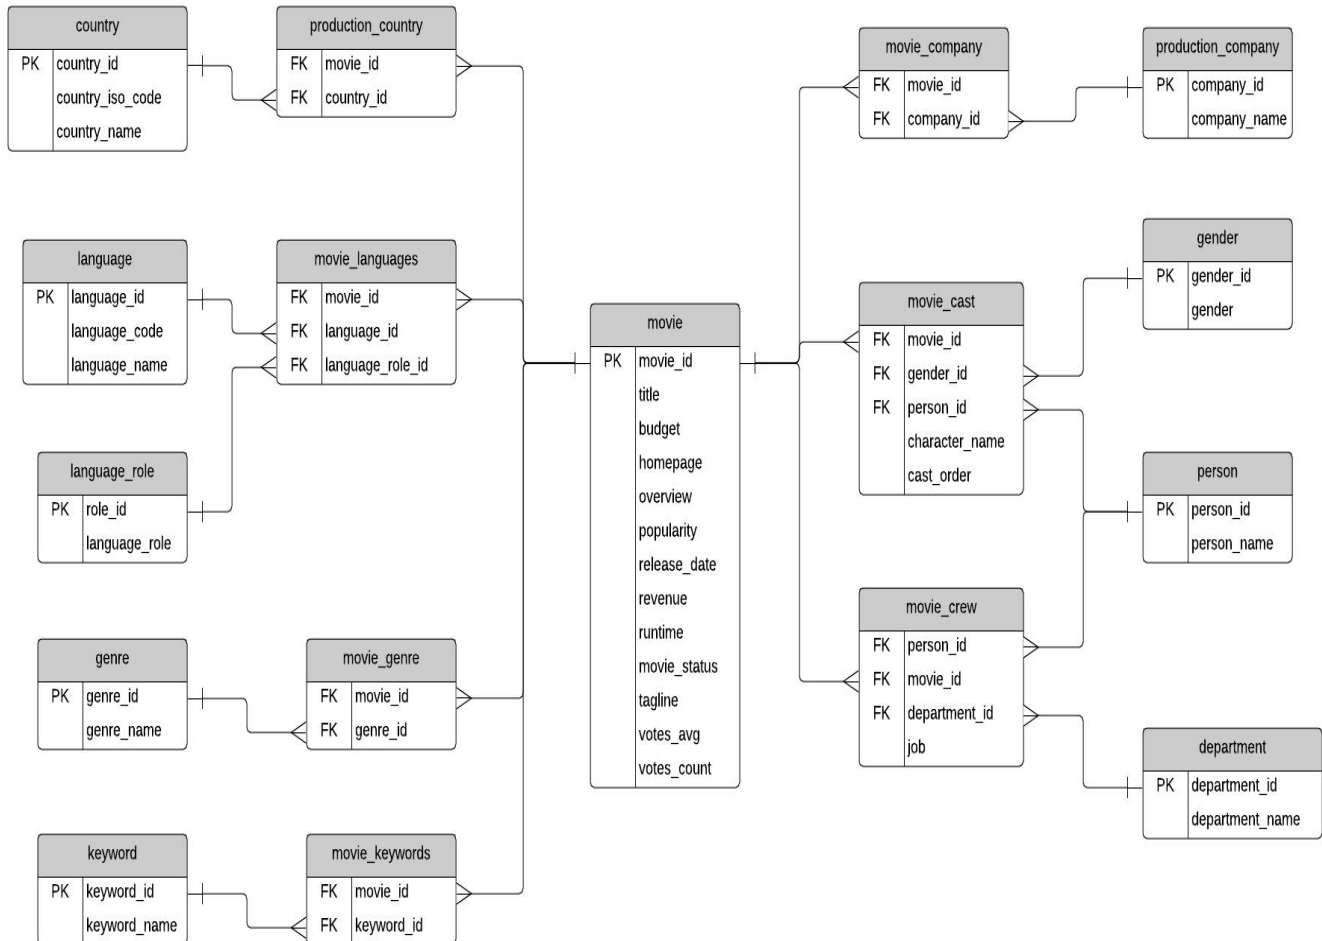 country
PK country_id
country_iso_code
country_name
production_country
FK movie_id
FK country_id
language
PK language_id
language_code
language_name
movie_languages
FK movie_id
FK language_id
FK language_role_id
language_role
PK role_id
language_role
genre
PK genre_id
genre_name
movie_genre
FK movie_id
FK genre_id
keyword
PK keyword_id
keyword_name
movie_keywords
FK movie_id
FK keyword_id
movie
PK movie_id
title
budget
homepage
overview
popularity
release_date
revenue
runtime
movie_status
tagline
votes_avg
votes_count
movie_company
FK movie_id
FK company_id
production_company
PK company_id
company_name
gender
PK gender_id
gender
movie_cast
FK movie_id
FK gender_id
FK person_id
character_name
cast_order
person
PK person_id
person_name
movie_crew
FK person_id
FK movie_id
FK department_id
job
department
PK department_id
department_name